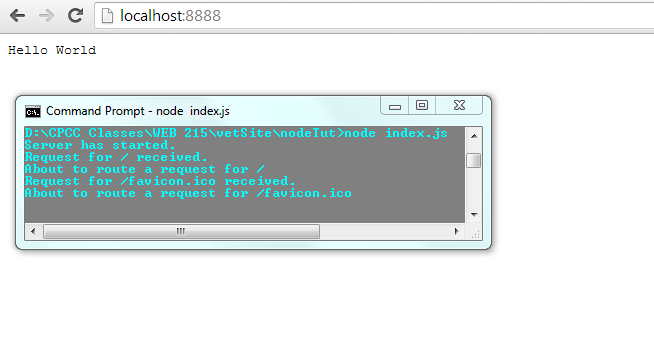 localhost:8888
Hello World
C:\.
Command Prompt - node  index.js
D:\CPCC Classes\WEB 215\vetSite\nodeTut>node index.js
Server has started.
Request for / received.
About to route a request for /
Request for /favicon.ico received.
About to route a request for /favicon.ico